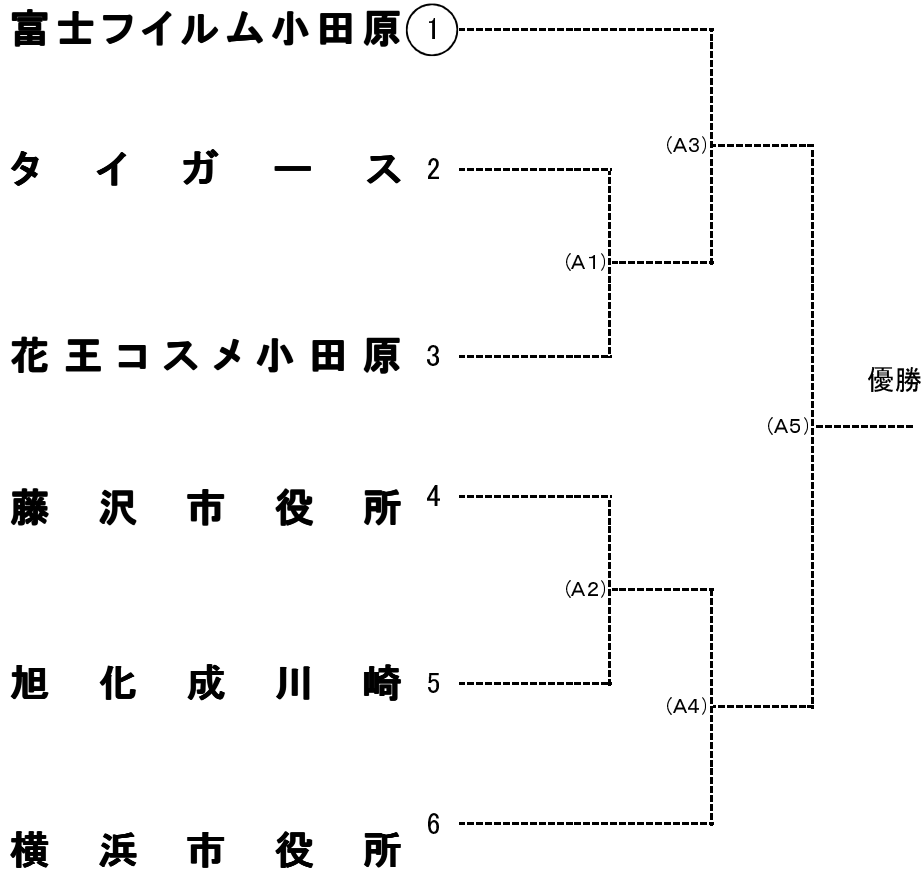 富士フイルム小田原 1
(A3)
タイガース 2
(A1)
花王コスメ小田原 3
優勝
(A5)
藤沢市役所 4
(A2)
旭化成川崎 5
(A4)
横浜市役所 6